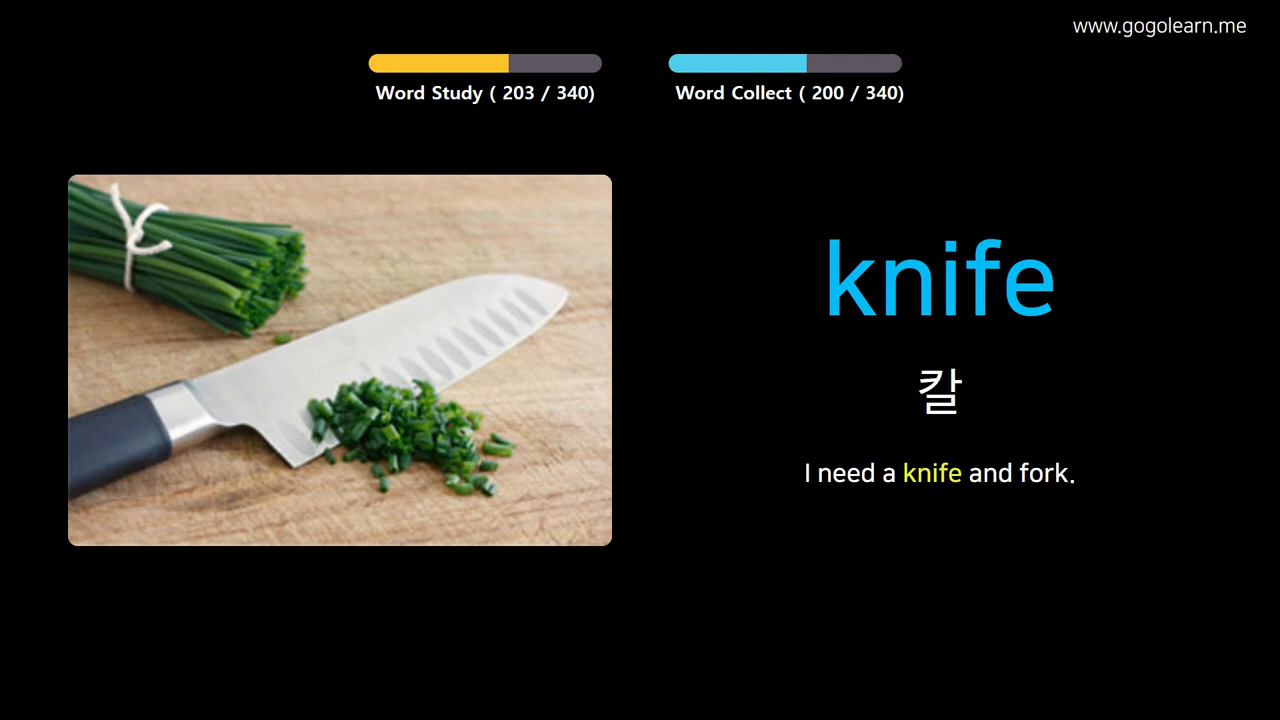 www.gogolearn.me
Word Study ( 203 / 340)
Word Collect ( 200 / 340)
knife
칼
I need a knife and fork.